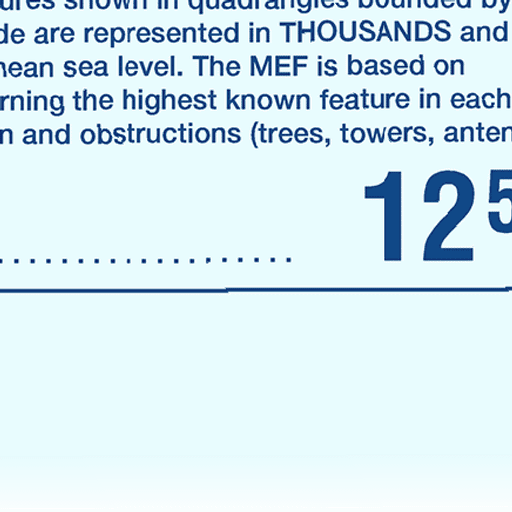 ures shown in quadrangles bounded by
de are represented in THOUSANDS and
mean sea level. The MEF is based on
rning the highest known feature in each
n and obstructions (trees, towers, anten
................. 12 5